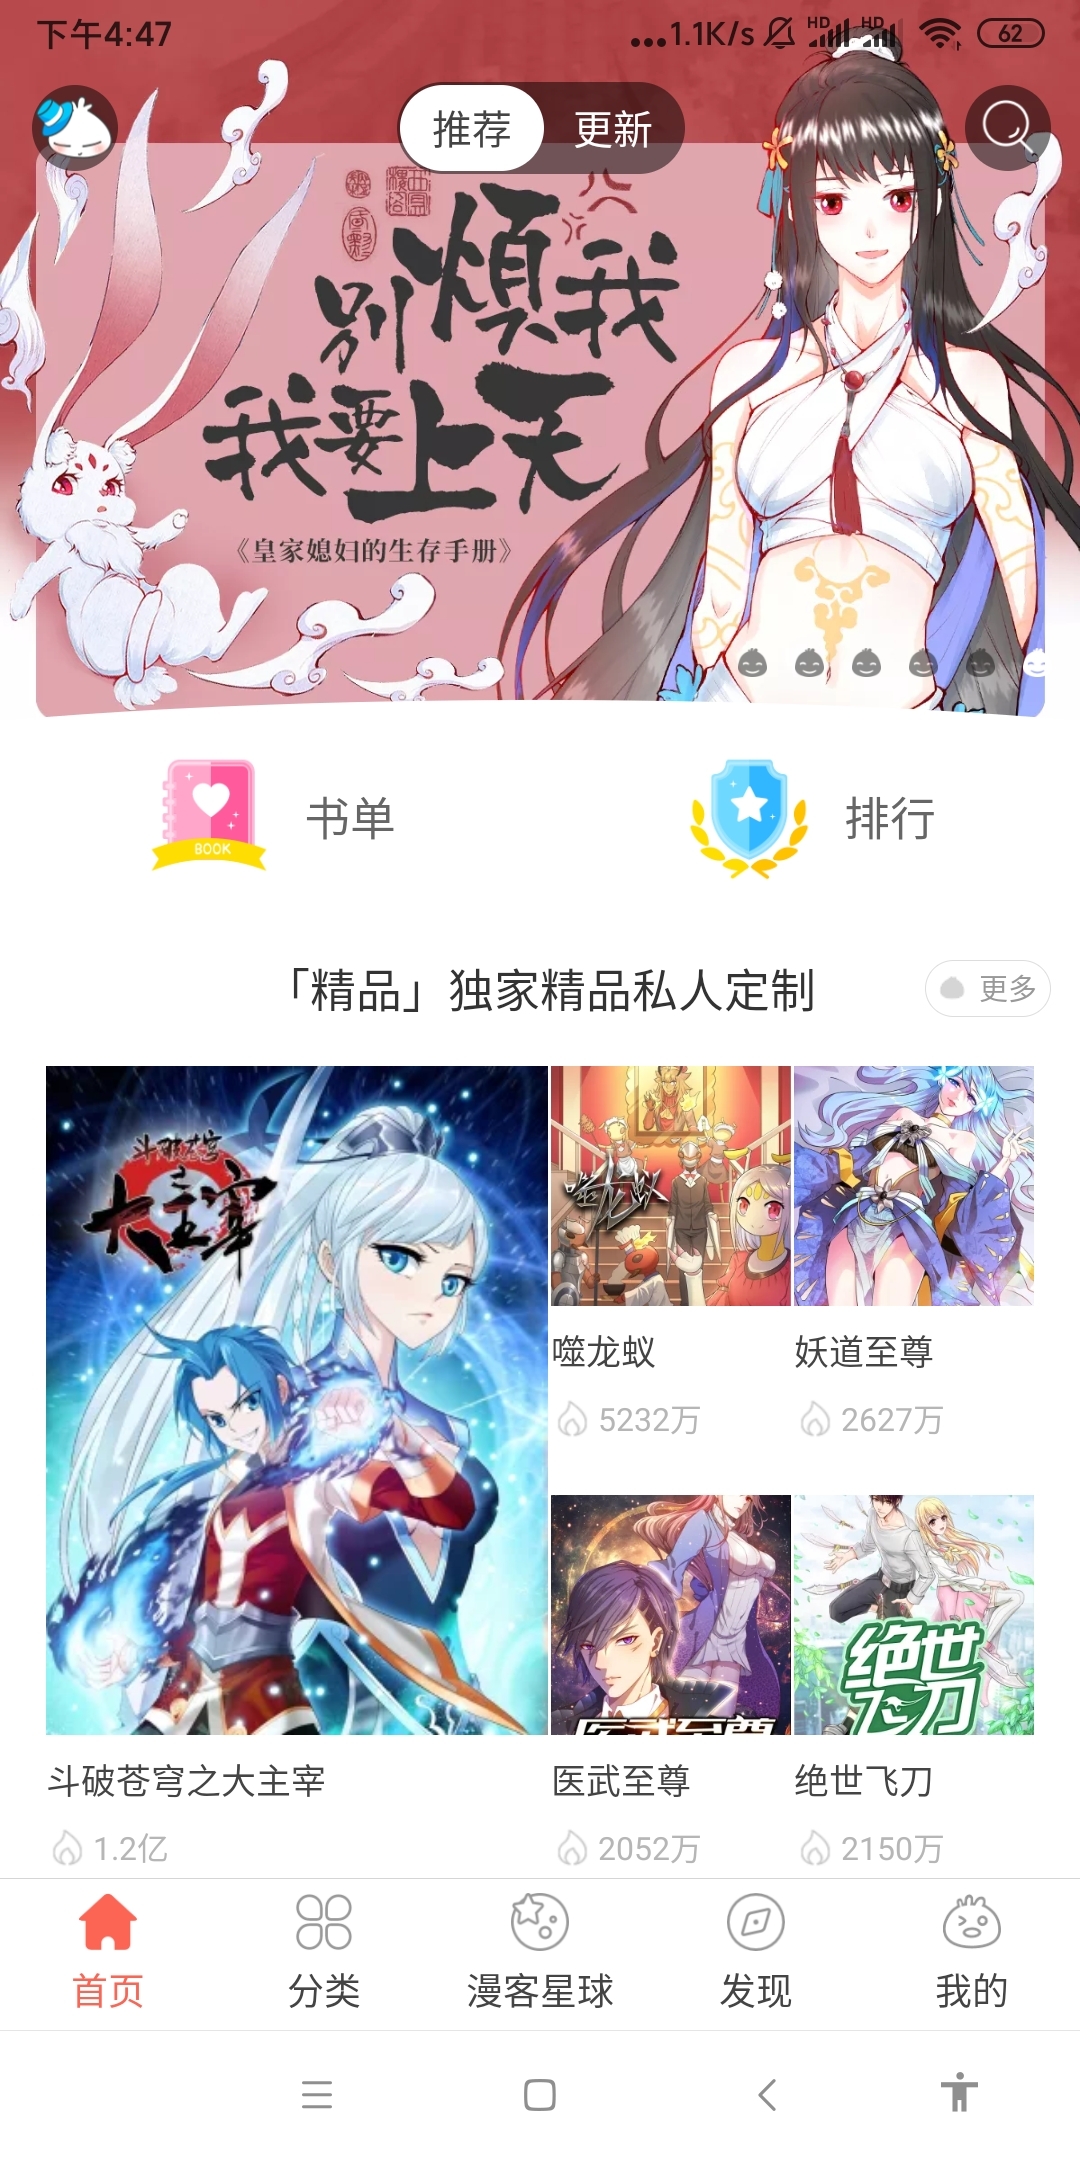 下午4:47
...1.1K/s HD HD 62
推荐 更新
别煩我
我要上天
《皇家媳妇的生存手册》
BOOK
书单
排行
「精品」独家精品私人定制
更多
斗破苍穹
大主宰
噬龙蚁
噬龙蚁
妖道至尊
5232万
2627万
医武至尊
绝世
飞刀
斗破苍穹之大主宰
医武至尊
绝世飞刀
1.2亿
2052万
2150万
首页
分类
漫客星球
发现
我的